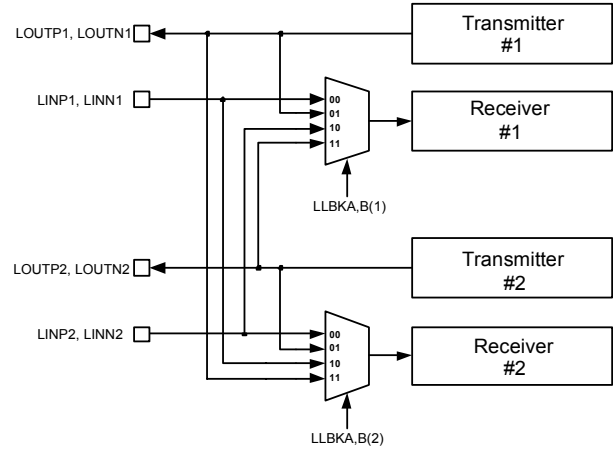 LOUTP1, LOUTN1
Transmitter
#1
LINP1, LINN1
00
01
10
11
Receiver
#1
LLBKA,B(1)
LOUTP2, LOUTN2
Transmitter
#2
LINP2, LINN2
00
01
10
11
Receiver
#2
LLBKA,B(2)